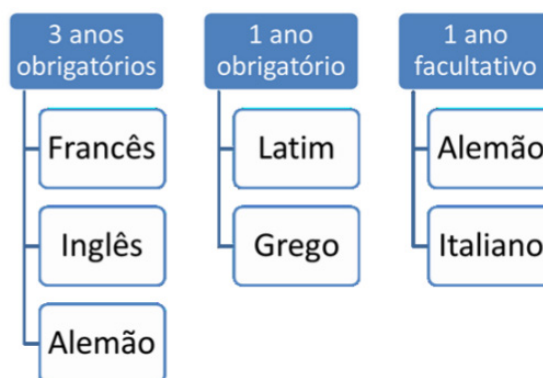 3 anos
obrigatórios
Francês
Inglês
Alemão
1 ano
obrigatório
Latim
Grego
1 ano
facultativo
Alemão
Italiano